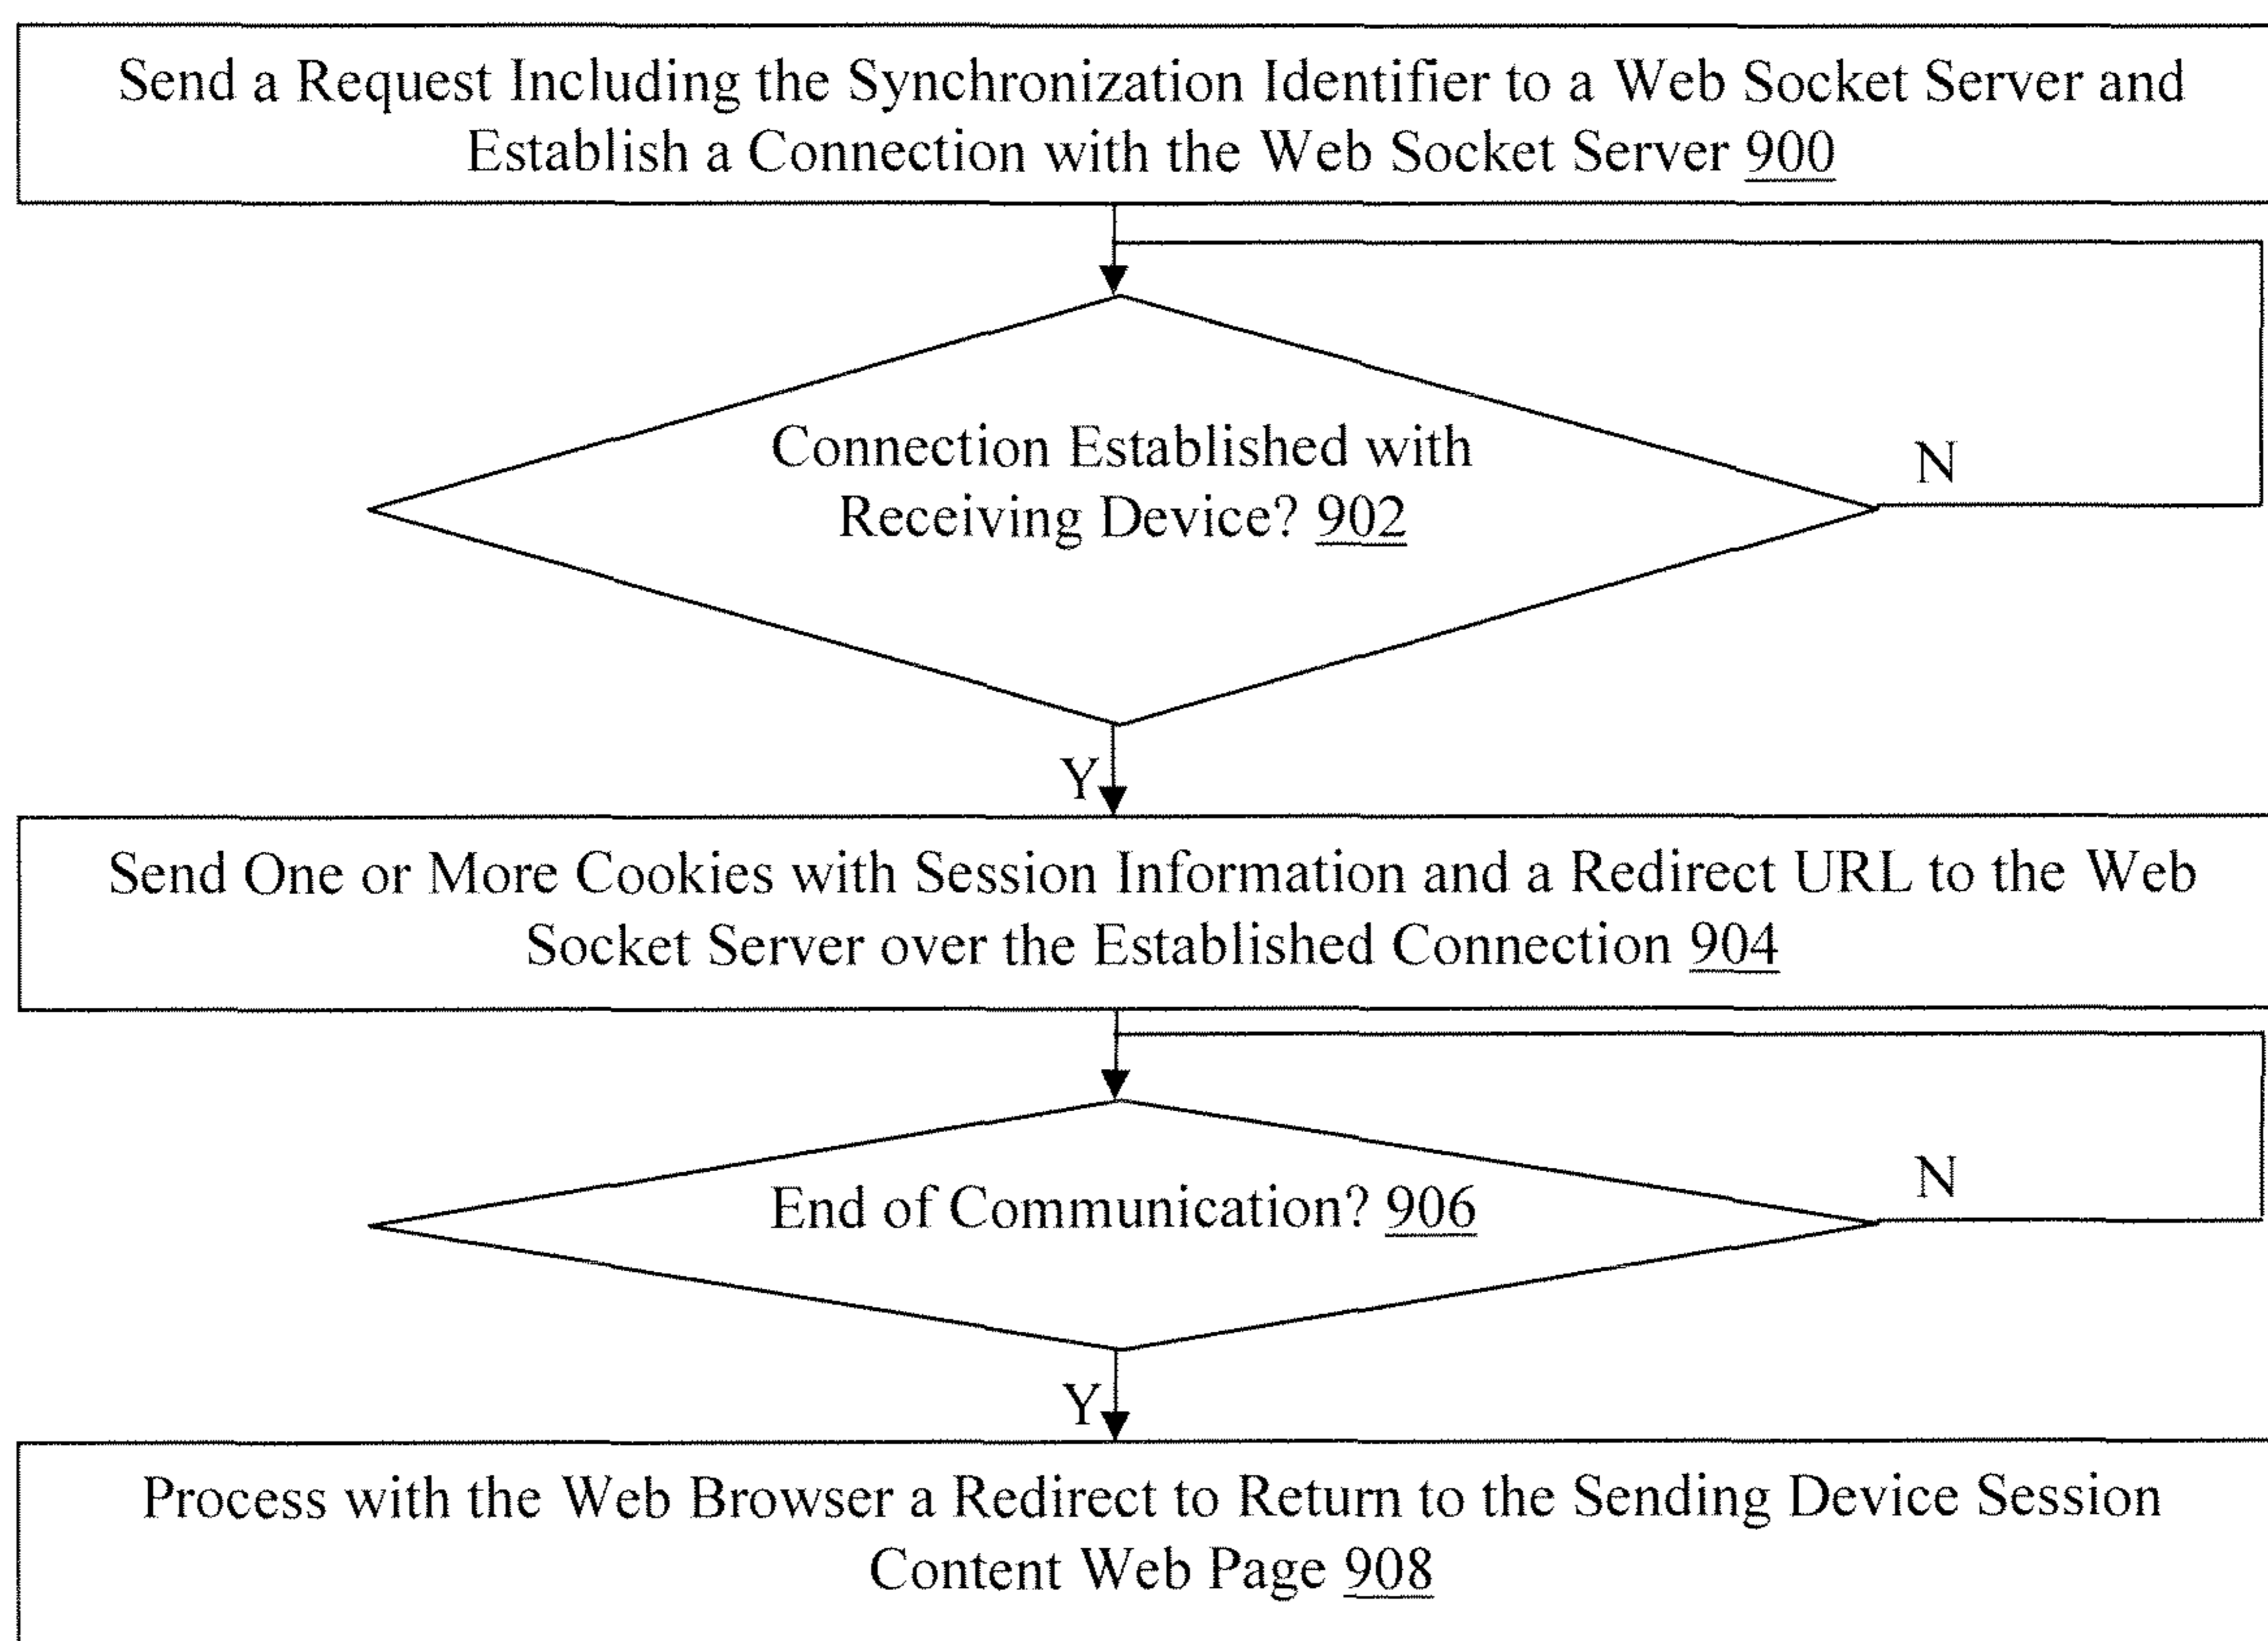 Send a Request Including the Synchronization Identifier to a Web Socket Server and
Establish a Connection with the Web Socket Server 900
Connection Established with
Receiving Device? 902
N
Y
Send One or More Cookies with Session Information and a Redirect URL to the Web
Socket Server over the Established Connection 904
End of Communication? 906
N
Y
Process with the Web Browser a Redirect to Return to the Sending Device Session
Content Web Page 908